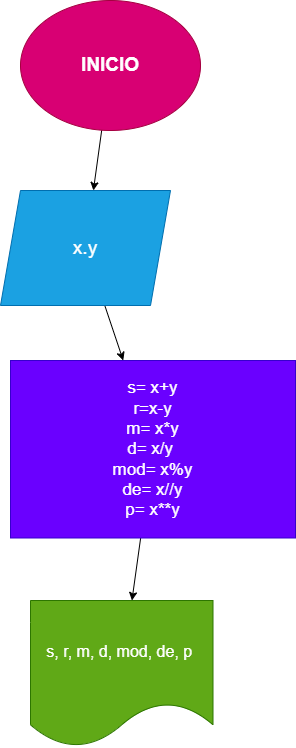 INICIO
x.y
s= x+y
r=x-y
m= x*y
d= x/y
mod= x%y
de= x//y
p= x**y
s, r, m, d, mod, de, p